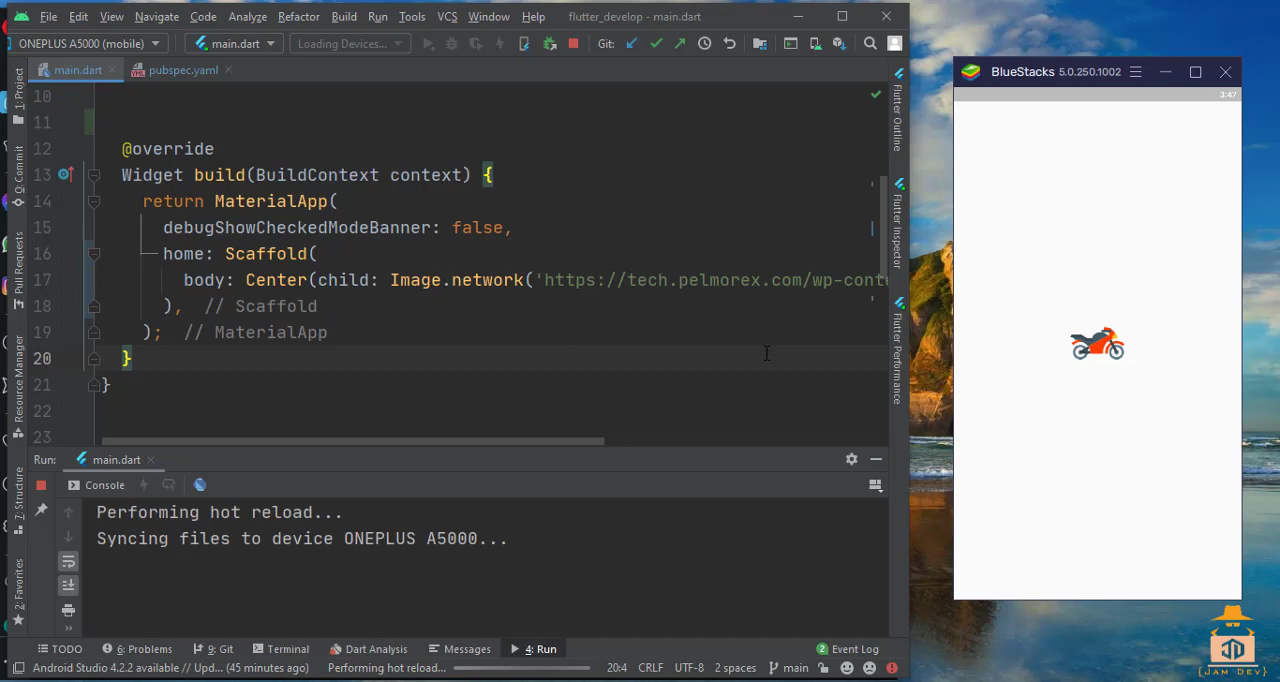 File Edit View Navigate Code Analyze Refactor Build Run Tools VCS Window Help flutter_develop - main.dart
ONEPLUS A5000 (mobile) main.dart Loading Devices... Git:
main.dart pubspec.yaml
10
11
12 @override
13 Widget build(BuildContext context) {
14 return MaterialApp(
15 debugShowCheckedModeBanner: false,
16 home: Scaffold(
17 body: Center(child: Image.network('https://tech.pelmorex.com/wp-cont
18 ), // Scaffold
19 ); // MaterialApp
20 }
21 }
22
23
1: Project
0: Commit
Pull Requests
Resource Manager
7: Structure
2: Favorites
Flutter Outline
Flutter Inspector
Flutter Performance
Run: main.dart
Console
Performing hot reload...
Syncing files to device ONEPLUS A5000...
TODO 6: Problems 9: Git Terminal Dart Analysis Messages 4: Run 2 Event Log
Android Studio 4.2.2 available // Upd... (45 minutes ago) Performing hot reload... 20:4 CRLF UTF-8 2 spaces main
BlueStacks 5.0.250.1002
3:47
JD
{JAM DEV}